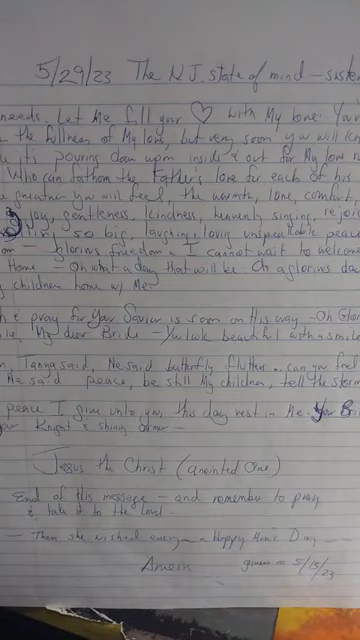 5/29/23 The NJ state of mind - sister
needs. Let Me fill your ♡ with My love. Your
the fullness of My love, but very soon you will know
it's pouring down upon inside & out for My love
Who can fathom the Father's love for each of his
greater you will feel, the warmth, love, comfort,
joy, gentleness, kindness, heavenly singing, rejoi
smiling so big, laughing, loving unspeakable peace
- Glorious freedom - I cannot wait to welcome
Home - Oh what a day that will be. Oh a glorious da
children home w/ Me.
& pray for Your Savior is soon on this way - Oh Glor
My dear Bride - You look beautiful with a smile
Tanya said, He said butterfly flutter.. can you feel
He said peace, be still My children, tell the storm
peace I give unto you, this day rest in Me. Your Bri
your Knight & shining armor -
Jesus the Christ (anointed One)
End of this message - and remember to pray
& take it to the Lord.
- Then she wished everyone a Happy Mom's Day -
Amein given on 5/15/23